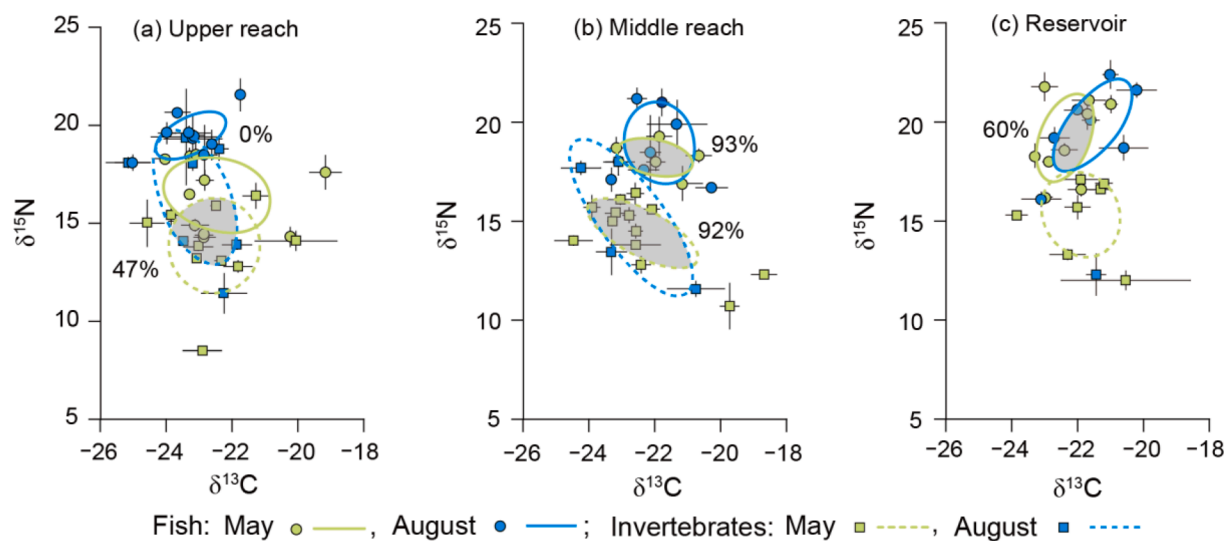 (a) Upper reach
(b) Middle reach
(c) Reservoir
25
20
15
10
5
δ¹⁵N
0%
47%
−26 −24 −22 −20 −18
δ¹³C
25
20
15
10
5
δ¹⁵N
93%
92%
−26 −24 −22 −20 −18
δ¹³C
25
20
15
10
5
δ¹⁵N
60%
−26 −24 −22 −20 −18
δ¹³C
Fish: May , August ; Invertebrates: May , August